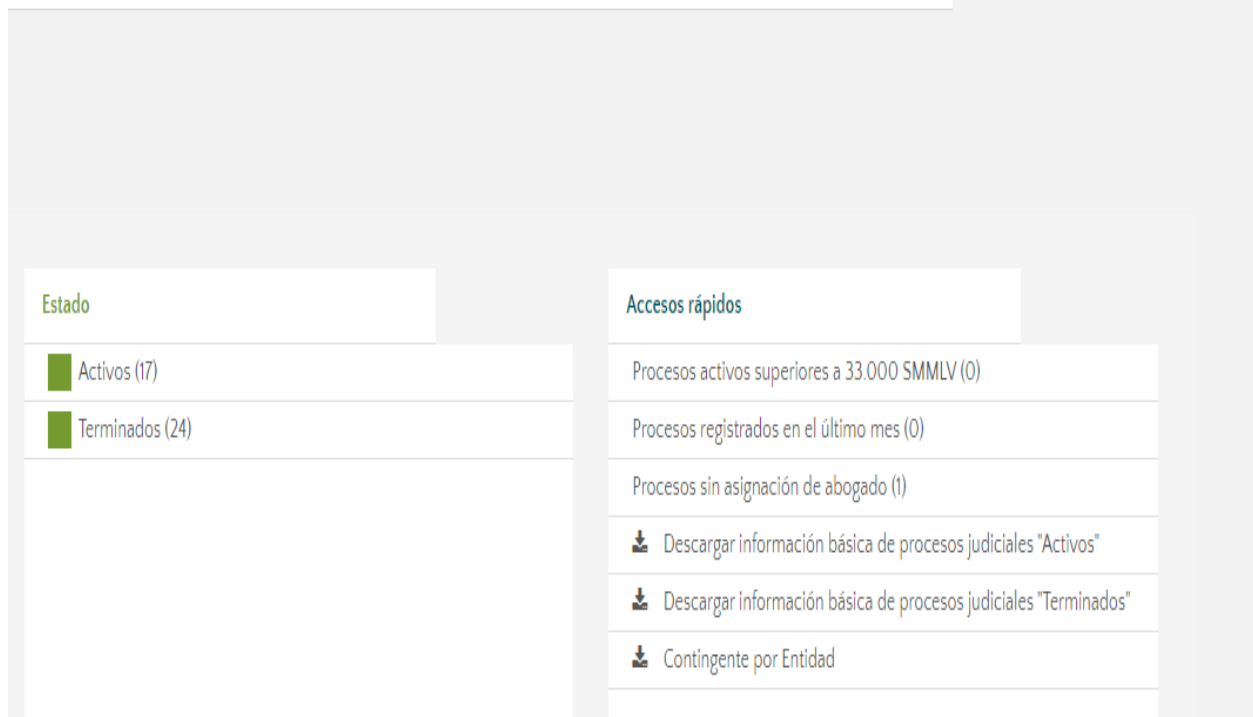 Estado
Activos (17)
Terminados (24)
Accesos rápidos
Procesos activos superiores a 33.000 SMMLV (0)
Procesos registrados en el último mes (0)
Procesos sin asignación de abogado (1)
Descargar información básica de procesos judiciales "Activos"
Descargar información básica de procesos judiciales "Terminados"
Contingente por Entidad